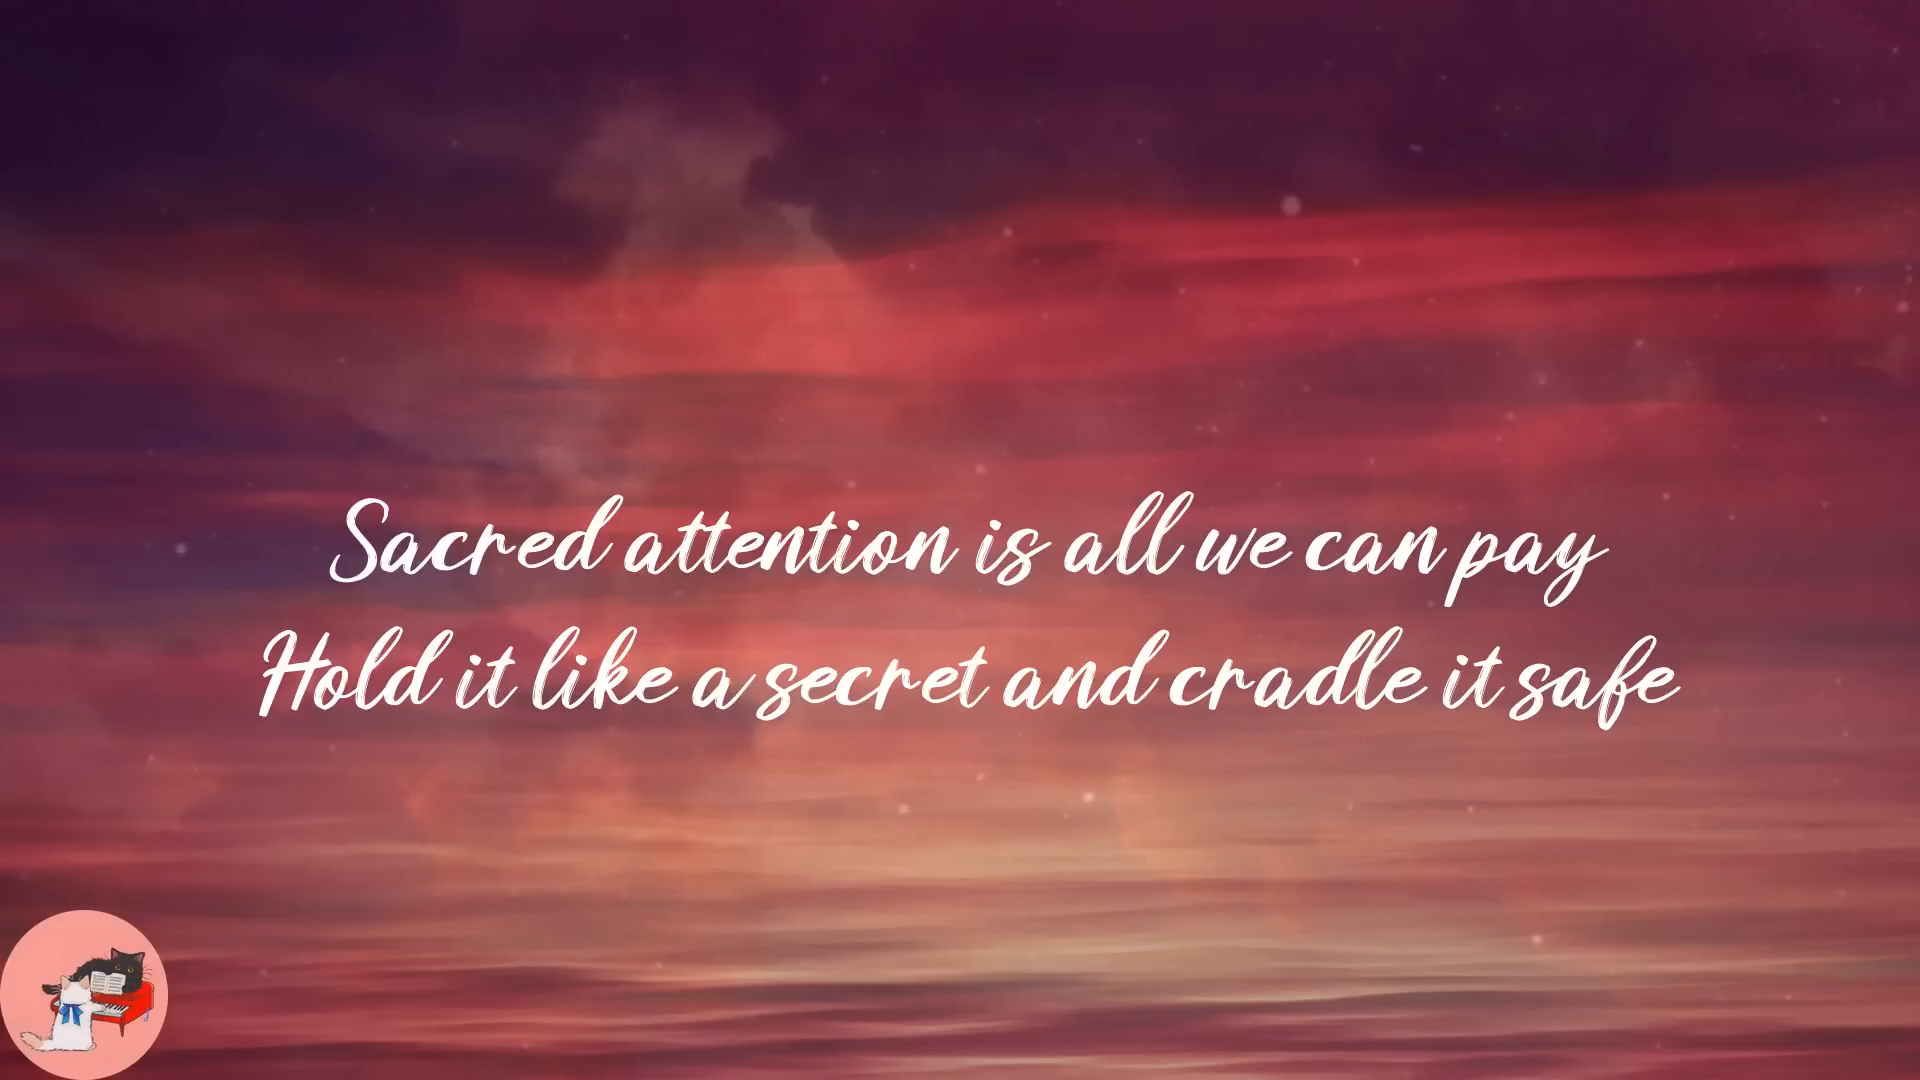 Sacred attention is all we can pay
Hold it like a secret and cradle it safe